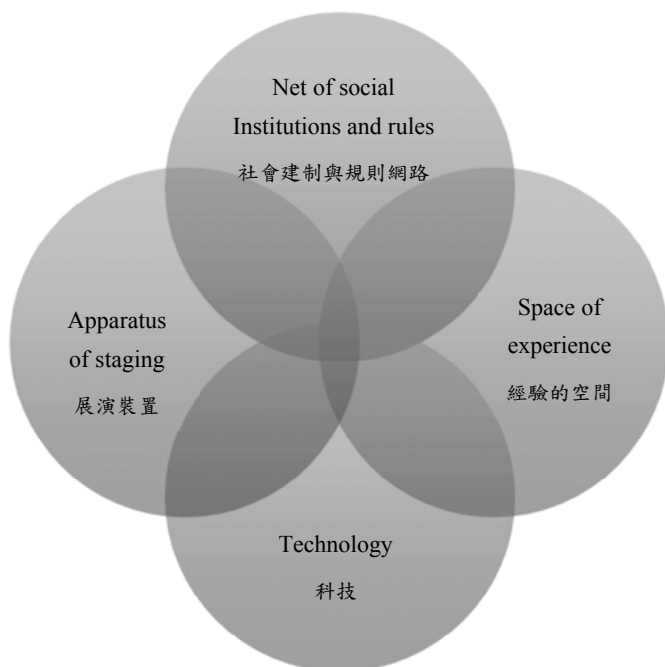 Net of social
Institutions and rules
社會建制與規則網路
Apparatus
of staging
展演裝置
Space of
experience
經驗的空間
Technology
科技